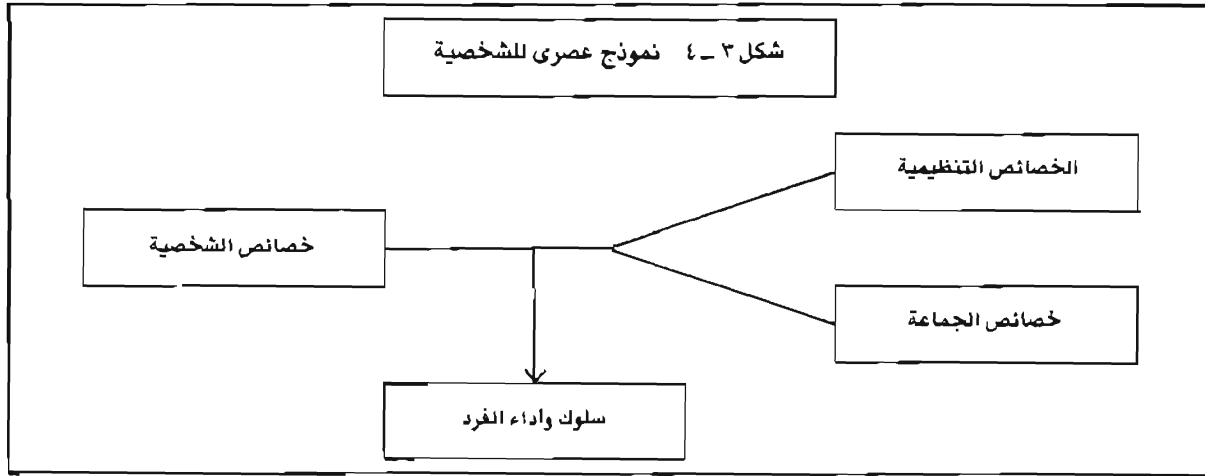 شكل ٣ _ ٤ نموذج عصرى للشخصية
الخصائص التنظيمية
خصائص الشخصية
خصائص الجماعة
سلوك وأداء الفرد